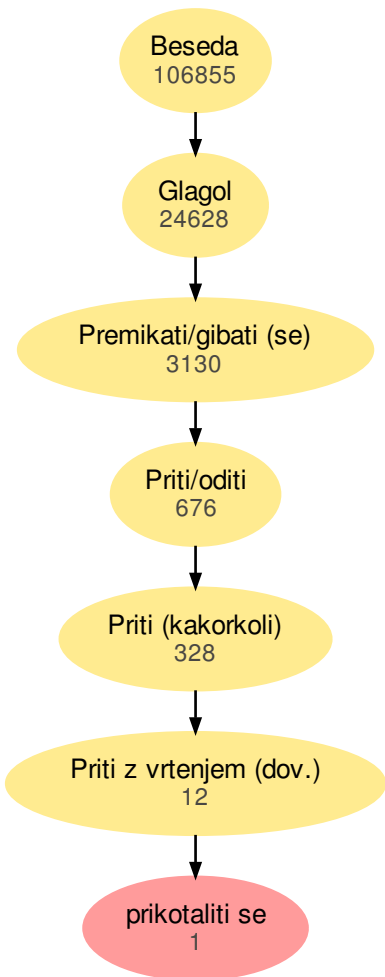 Beseda
106855
Glagol
24628
Premikati/gibati (se)
3130
Priti/oditi
676
Priti (kakorkoli)
328
Priti z vrtenjem (dov.)
12
prikotaliti se
1